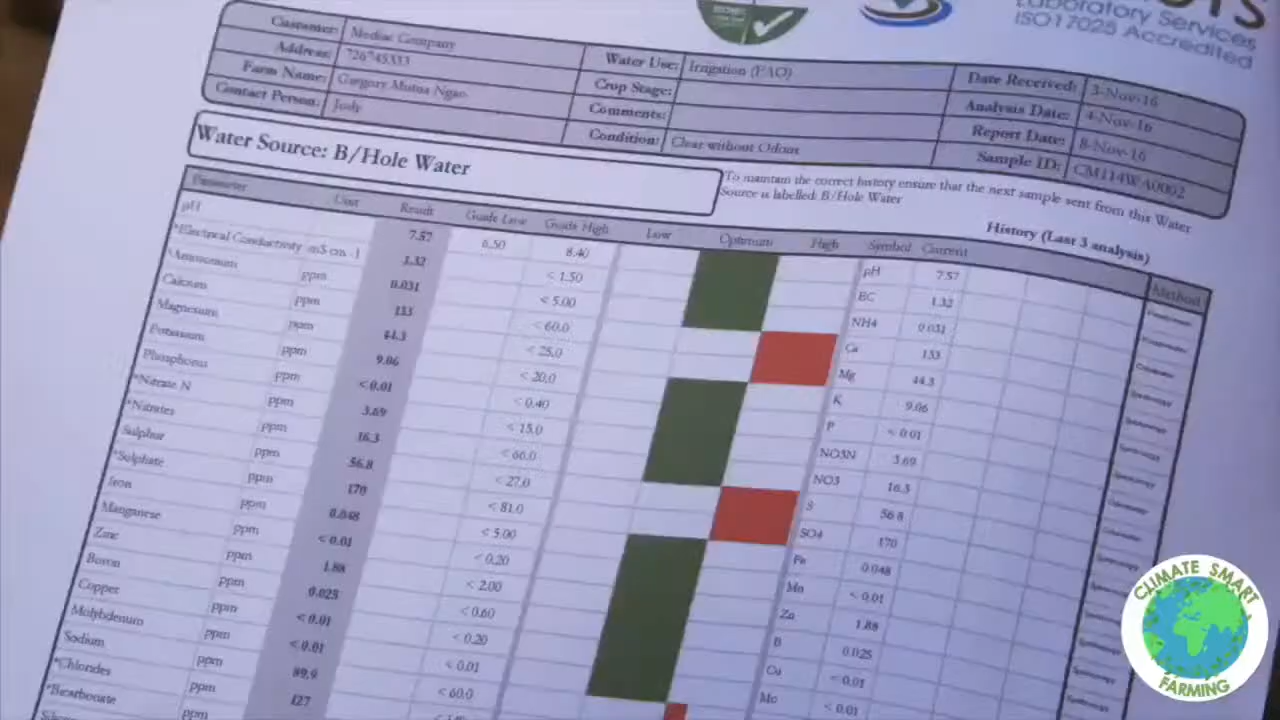 Laboratory Services
ISO17025 Accredited
Customer: Mediac Company
Address: 726745333
Farm Name: Gregory Mutua Ngao
Contact Person: Josh
Water Use: Irrigation (FAO)
Crop Stage:
Comments:
Condition: Clear without Odour
Date Received: 3-Nov-16
Analysis Date: 4-Nov-16
Report Date: 8-Nov-16
Sample ID: CM114WA0002
Water Source: B/Hole Water
To maintain the correct history ensure that the next sample sent from this Water
Source is labelled: B/Hole Water
History (Last 3 analysis)
Parameter Unit Result Guide Low Guide High Low Optimum High Symbol Current Method
pH 7.57 6.50 8.40 pH 7.57
*Electrical Conductivity mS cm -1 1.32 < 1.50 EC 1.32
*Ammonium ppm 0.031 < 5.00 NH4 0.031
Calcium ppm 133 < 60.0 Ca 133
Magnesium ppm 44.3 < 25.0 Mg 44.3
Potassium ppm 9.06 < 20.0 K 9.06
Phosphorus ppm < 0.01 < 0.40 P < 0.01
*Nitrate N ppm 3.69 < 15.0 NO3N 3.69
*Nitrates ppm 16.3 < 66.0 NO3 16.3
Sulphur ppm 56.8 < 27.0 S 56.8
*Sulphate ppm 170 < 81.0 SO4 170
Iron ppm 0.048 < 5.00 Fe 0.048
Manganese ppm < 0.01 < 0.20 Mn < 0.01
Zinc ppm 1.88 < 2.00 Zn 1.88
Boron ppm 0.025 < 0.60 B 0.025
Copper ppm < 0.01 < 0.20 Cu < 0.01
Molybdenum ppm < 0.01 < 0.01 Mo < 0.01
Sodium ppm 89.9 < 60.0
*Chlorides ppm 127
*Bicarbonate ppm
CLIMATE SMART
FARMING